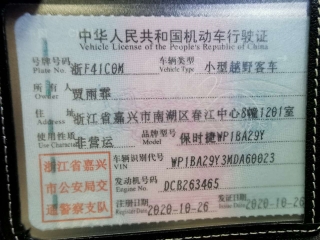 中华人民共和国机动车行驶证
Vehicle License of the People's Republic of China
号牌号码 浙F41C0M 车辆类型 小型越野客车
Plate No. Vehicle Type
所有人 贾雨霏
Owner
住 浙江省嘉兴市南湖区春江中心8幢1201室
使用性质 非营运 品牌型号 保时捷WP1BA29Y
Model
车辆识别代号 WP1BA29Y3MDA60023
VIN
发动机号码 DCB263465
Engine No.
注册日期 2020-10-26 发证日期 2020-10-26
浙江省嘉兴
市公安局交
通警察支队